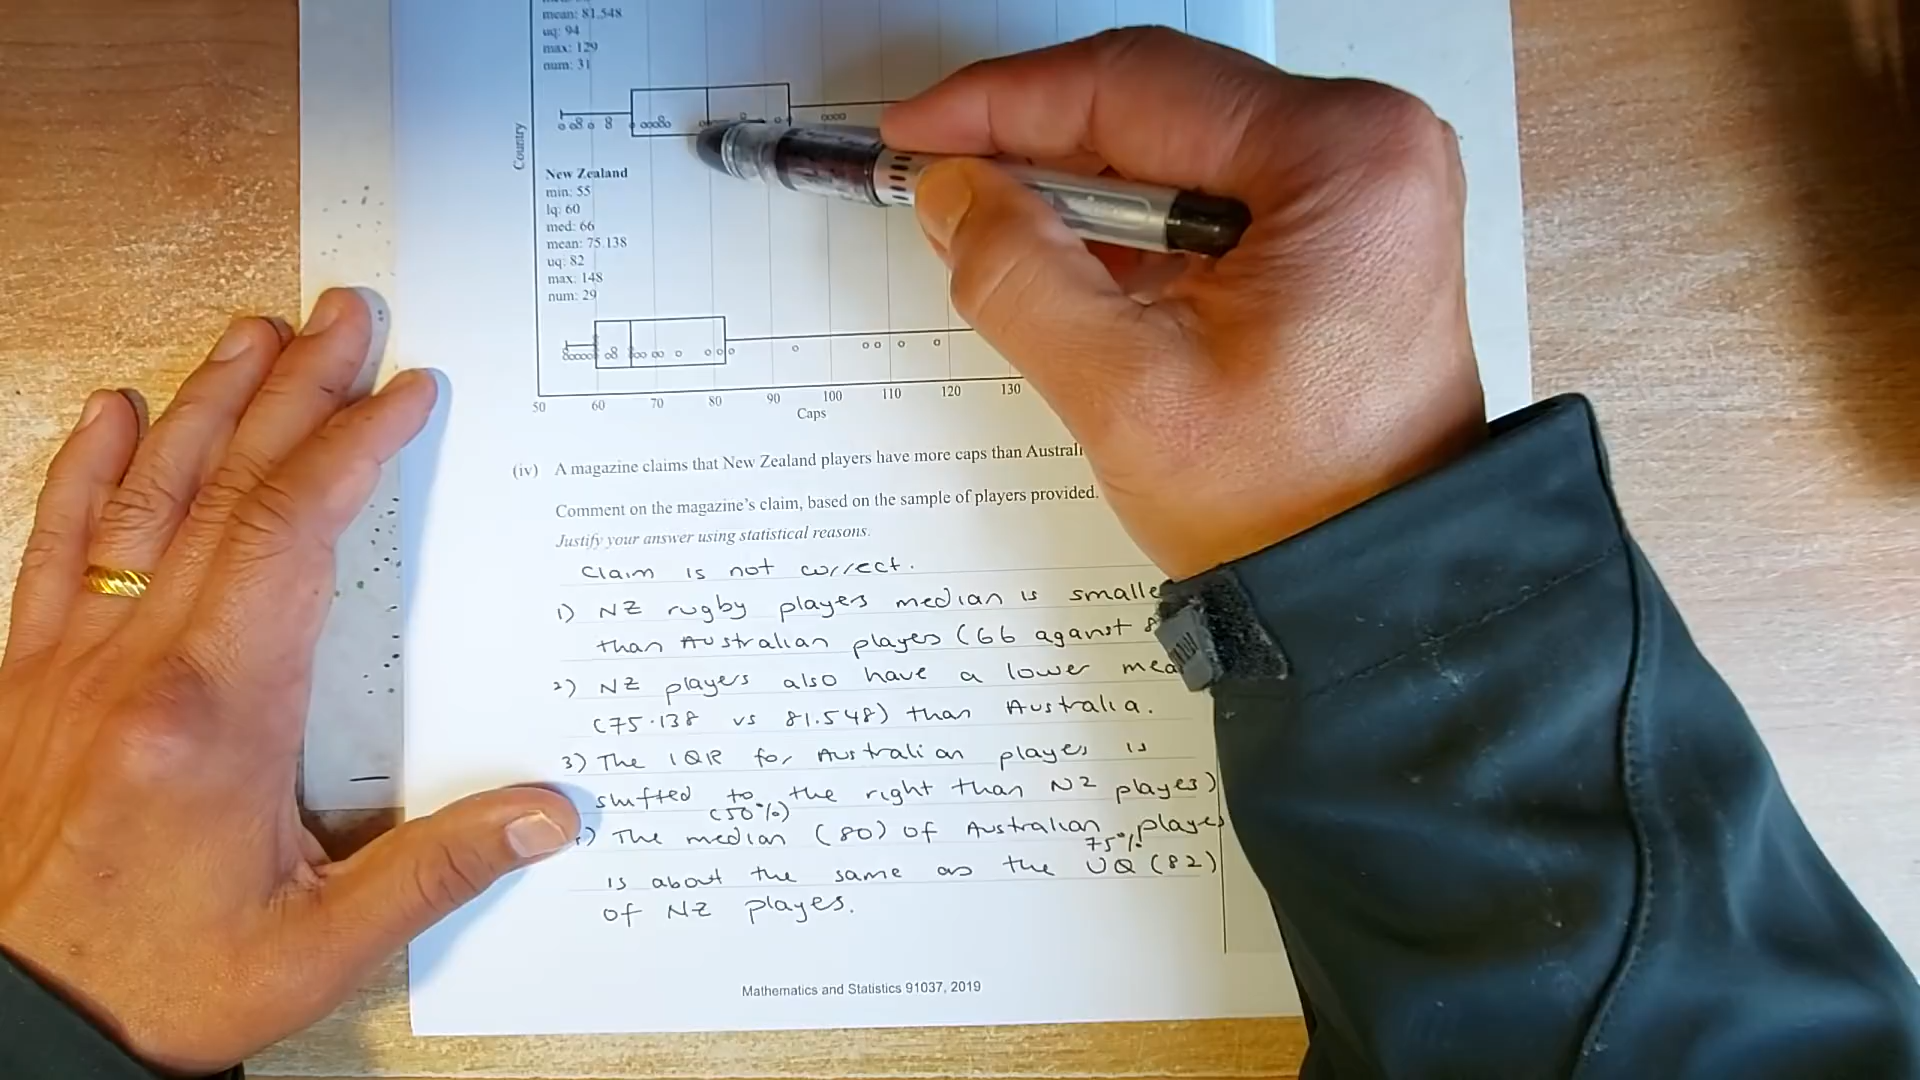 mean: 81.548
uq: 94
max: 129
num: 31
Country
New Zealand
min: 55
lq: 60
med: 66
mean: 75.138
uq: 82
max: 148
num: 29
50 60 70 80 90 100 110 120 130
Caps
(iv) A magazine claims that New Zealand players have more caps than
Comment on the magazine's claim, based on the sample of players provided.
Justify your answer using statistical reasons.
Claim is not correct.
1) NZ rugby players median is
than Australian players (66 against
2) NZ players also have a lower
(75.138 vs 81.548) than Australia.
3) The IQR for Australian players is
shifted to the right than NZ players)
(50%)
) The median (80) of Australian players
75%
is about the same as the UQ (82)
of NZ players.
Mathematics and Statistics 91037, 2019